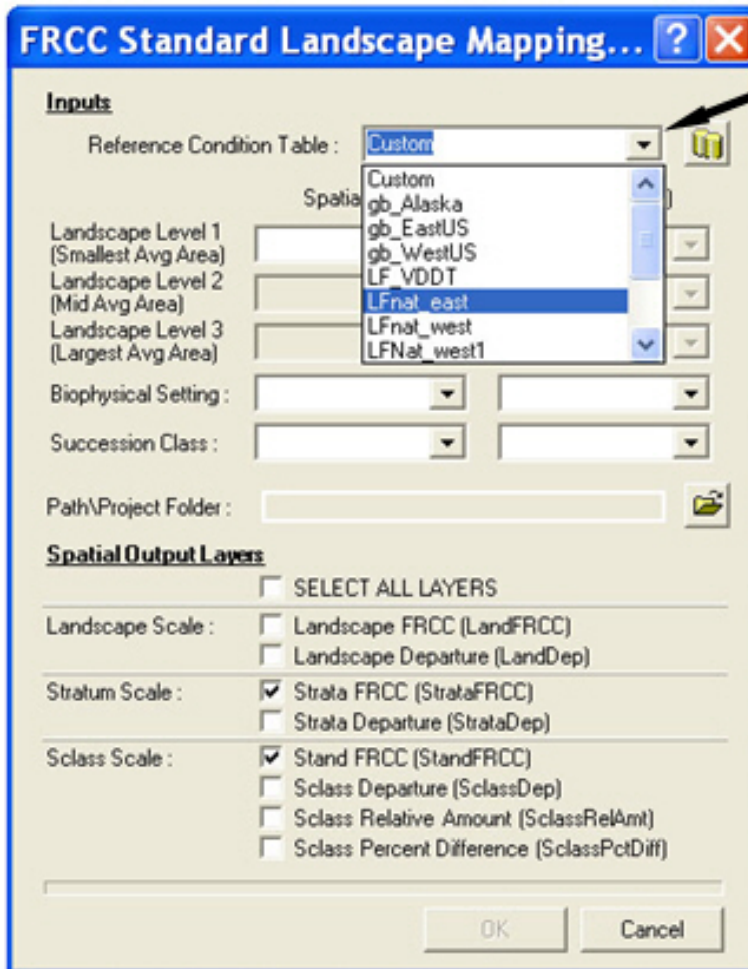 FRCC Standard Landscape Mapping... ?
Inputs
Reference Condition Table : Custom
Custom
gb_Alaska
gb_EastUS
gb_WestUS
LF_VDDT
LFnat_east
LFnat_west
LFNat_west1
Landscape Level 1
(Smallest Avg Area)
Landscape Level 2
(Mid Avg Area)
Landscape Level 3
(Largest Avg Area)
Biophysical Setting :
Succession Class :
Path\Project Folder :
Spatial Output Layers
SELECT ALL LAYERS
Landscape Scale : Landscape FRCC (LandFRCC)
Landscape Departure (LandDep)
Stratum Scale : Strata FRCC (StrataFRCC)
Strata Departure (StrataDep)
Sclass Scale : Stand FRCC (StandFRCC)
Sclass Departure (SclassDep)
Sclass Relative Amount (SclassRelAmt)
Sclass Percent Difference (SclassPctDiff)
OK Cancel